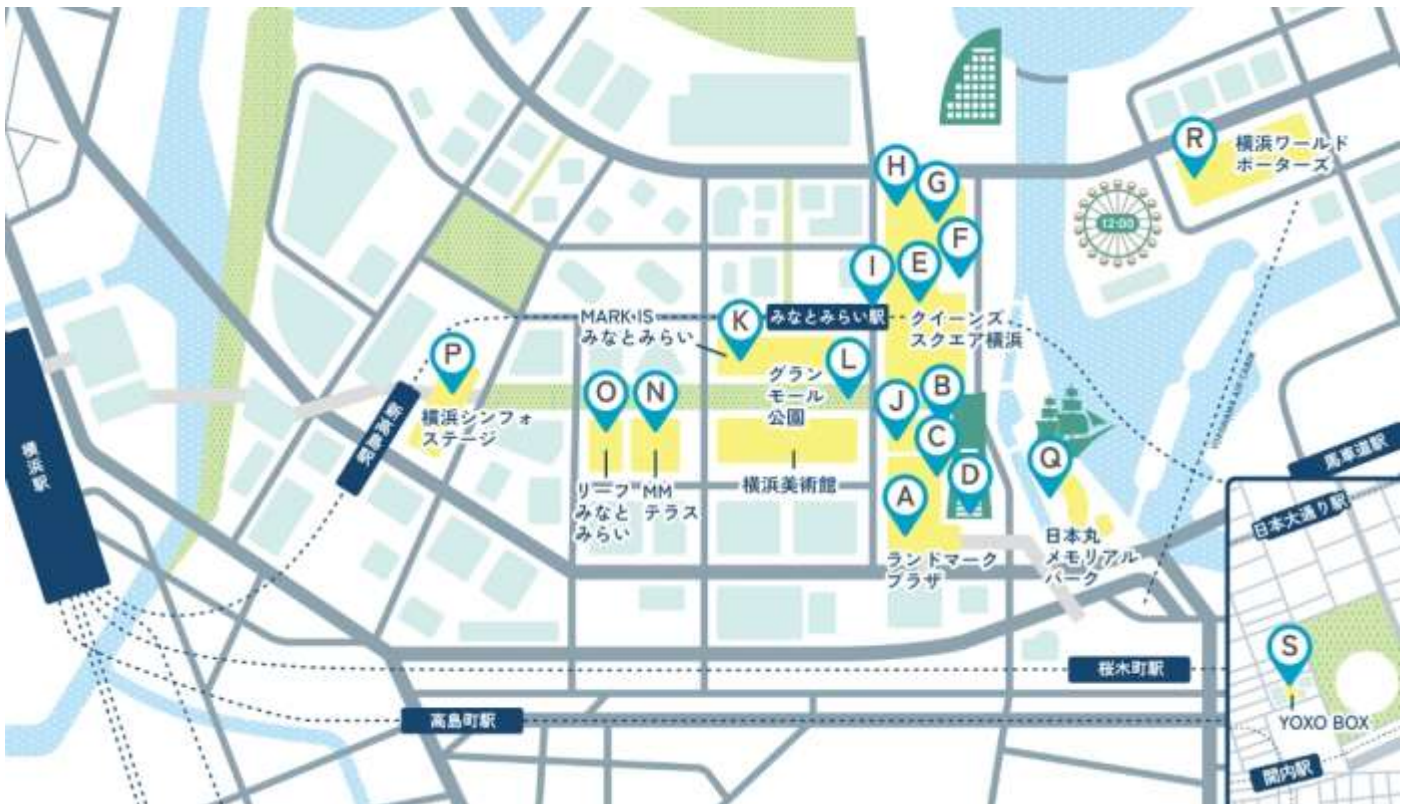 R
横浜ワールド
ポーターズ
H
G
12:00
F
I
E
MARK IS
みなとみらい
K
みなとみらい駅
クイーンズ
スクエア横浜
P
L
グラン
モール
公園
O
N
J
B
C
横浜シンフォ
ステージ
新高島駅
横浜駅
YOKOHAMA AIR CABIN
馬車道駅
Q
D
A
リーフ
みなと
みらい
MM
テラス
横浜美術館
日本大通り駅
日本丸
メモリアル
パーク
ランドマーク
プラザ
S
桜木町駅
高島町駅
YOXO BOX
関内駅